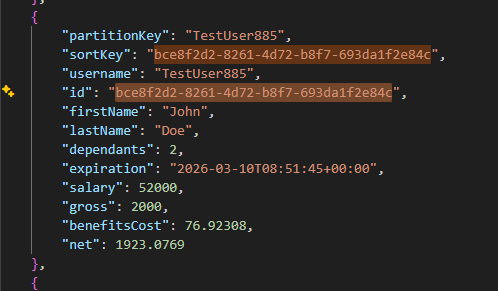 },
{
"partitionKey": "TestUser885",
"sortKey": "bce8f2d2-8261-4d72-b8f7-693da1f2e84c",
"username": "TestUser885",
"id": "bce8f2d2-8261-4d72-b8f7-693da1f2e84c",
"firstName": "John",
"lastName": "Doe",
"dependants": 2,
"expiration": "2026-03-10T08:51:45+00:00",
"salary": 52000,
"gross": 2000,
"benefitsCost": 76.92308,
"net": 1923.0769
},
{